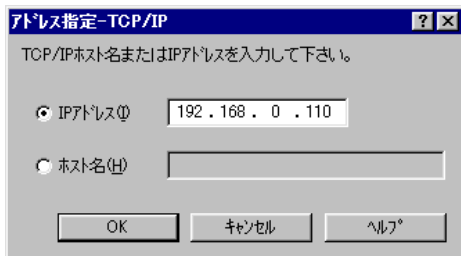 アドレス指定-TCP/IP
TCP/IPホスト名またはIPアドレスを入力して下さい。
IPアドレス(I) 192.168. 0 .110
ホスト名(H)
OK キャンセル ヘルプ